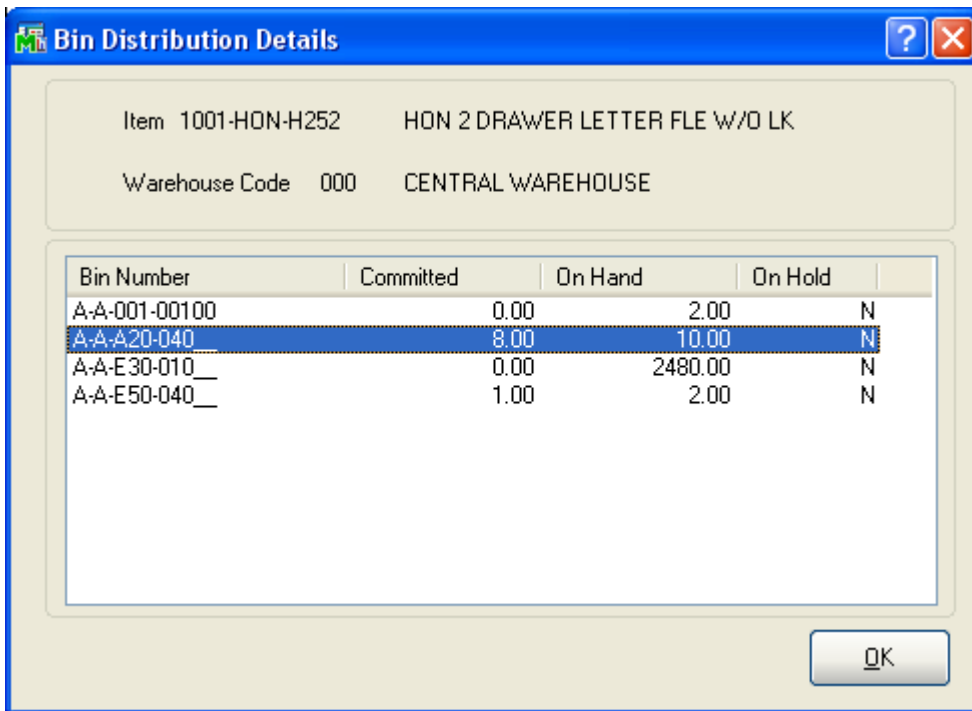 Bin Distribution Details
Item 1001-HON-H252 HON 2 DRAWER LETTER FLE W/O LK
Warehouse Code 000 CENTRAL WAREHOUSE
Bin Number Committed On Hand On Hold
A-A-001-00100 0.00 2.00 N
A-A-A20-040__ 8.00 10.00 N
A-A-E30-010__ 0.00 2480.00 N
A-A-E50-040__ 1.00 2.00 N
OK